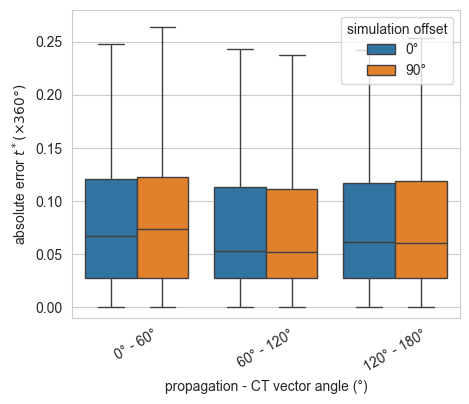 simulation offset
0°
90°
0.25
0.20
0.15
0.10
0.05
0.00
absolute error t* (×360°)
0° - 60°
60° - 120°
120° - 180°
propagation - CT vector angle (°)